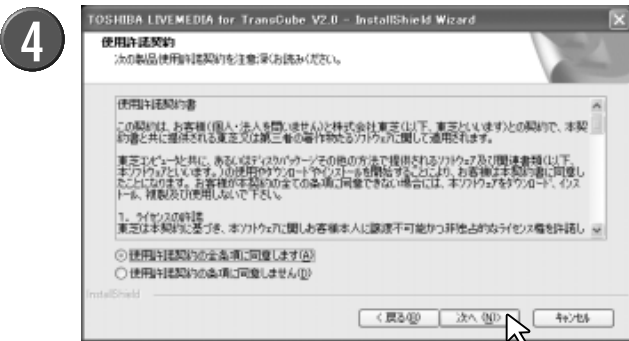 4
TOSHIBA LIVEMEDIA for TransCube V2.0 - InstallShield Wizard
使用許諾契約
次の製品使用許諾契約を注意深くお読みください。
使用許諾契約書
この契約は、お客様(個人・法人を問いません)と株式会社東芝(以下、東芝といいます)との契約で、本契
約書と共に提供される東芝又は第三者の著作物たるソフトウェアに関して適用されます。
東芝コンピュータと共に、あるいはディスクパッケージその他の方法で提供されるソフトウェア及び関連書類(以下、
本ソフトウェアといいます。)の使用やダウンロードやインストールを開始することにより、お客様は本契約書に同意し
たことになります。お客様が本契約の全ての条項に同意できない場合には、本ソフトウェアをダウンロード、インス
トール、複製及び使用しないで下さい。
1. ライセンスの許諾
東芝は本契約に基づき、本ソフトウェアに関しお客様本人に譲渡不可能かつ非独占的なライセンス権を許諾し
使用許諾契約の全条項に同意します(A)
使用許諾契約の条項に同意しません(D)
InstallShield
< 戻る(B)
次へ(N) >
キャンセル